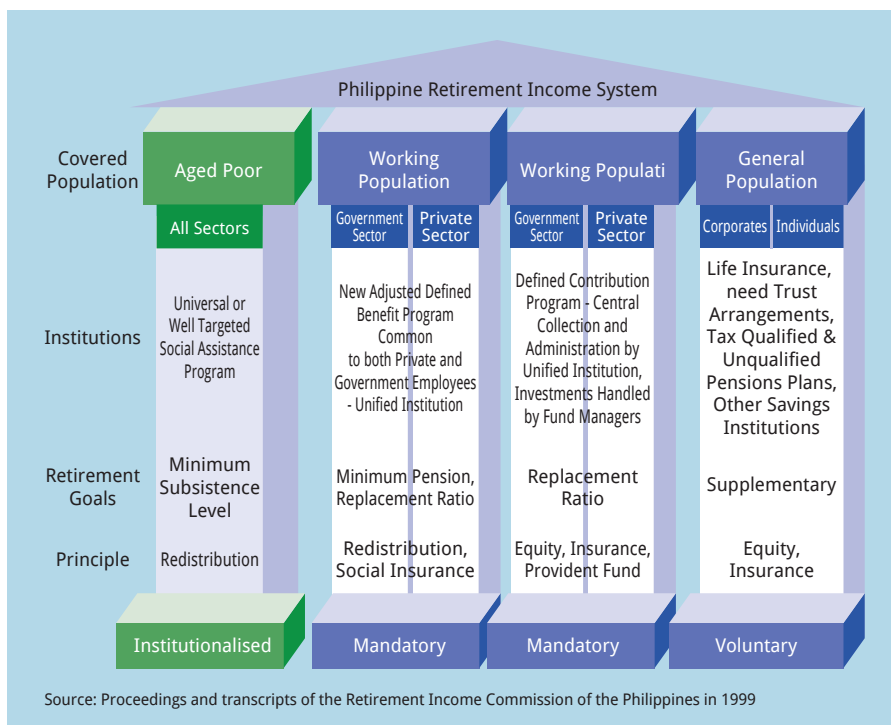 Philippine Retirement Income System
Covered
Population
Aged Poor
Working
Population
Working Populati
General
Population
All Sectors
Government
Sector
Private
Sector
Government
Sector
Private
Sector
Corporates
Individuals
Institutions
Universal or
Well Targeted
Social Assistance
Program
New Adjusted Defined
Benefit Program
Common
to both Private and
Government Employees
- Unified Institution
Defined Contribution
Program - Central
Collection and
Administration by
Unified Institution,
Investments Handled
by Fund Managers
Life Insurance,
need Trust
Arrangements,
Tax Qualified &
Unqualified
Pensions Plans,
Other Savings
Institutions
Retirement
Goals
Minimum
Subsistence
Level
Minimum Pension,
Replacement Ratio
Replacement
Ratio
Supplementary
Principle
Redistribution
Redistribution,
Social Insurance
Equity, Insurance,
Provident Fund
Equity,
Insurance
Institutionalised
Mandatory
Mandatory
Voluntary
Source: Proceedings and transcripts of the Retirement Income Commission of the Philippines in 1999